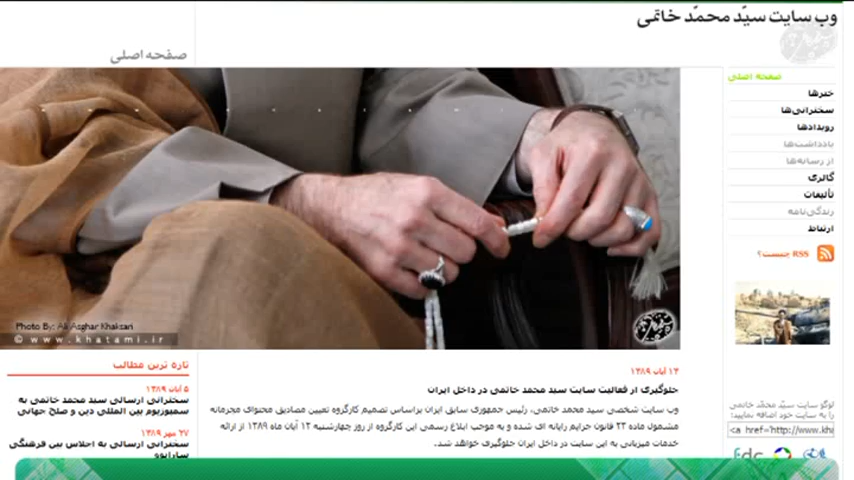 وب سایت سیّد محمّد خاتمی
صفحه اصلی
صفحه اصلی
خبرها
سخنرانی‌ها
رویدادها
یادداشت‌ها
از رسانه‌ها
گالری
تألیفات
زندگی‌نامه
ارتباط
RSS چیست؟
Photo By: Ali Asghar Khaksari
© www.khatami.ir
تازه ترین مطالب
۵ آبان ۱۳۸۹
سخنرانی ارسالی سید محمد خاتمی به
سمپوزیوم بین المللی دین و صلح جهانی
۲۷ مهر ۱۳۸۹
سخنرانی ارسالی به اجلاس بین فرهنگی
سارایوو
۱۳ آبان ۱۳۸۹
جلوگیری از فعالیت سایت سید محمد خاتمی در داخل ایران
وب سایت شخصی سید محمد خاتمی، رئیس جمهوری سابق ایران براساس تصمیم کارگروه تعیین مصادیق محتوای مجرمانه
مشمول ماده ۲۲ قانون جرایم رایانه ای شده و به موجب ابلاغ رسمی این کارگروه از روز چهارشنبه ۱۲ آبان ماه ۱۳۸۹ از ارائه
خدمات میزبانی به این سایت در داخل ایران جلوگیری خواهد شد.
لوگو سایت سیّد محمّد خاتمی
را به سایت خود اضافه نمایید:
<a href='http://www.kha